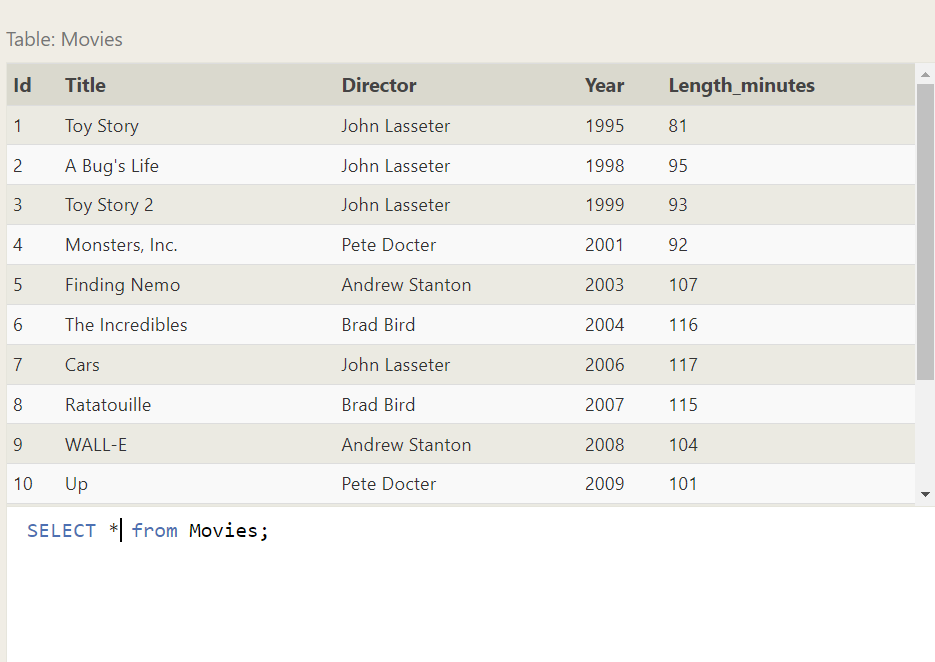 Table: Movies
Id Title Director Year Length_minutes
1 Toy Story John Lasseter 1995 81
2 A Bug's Life John Lasseter 1998 95
3 Toy Story 2 John Lasseter 1999 93
4 Monsters, Inc. Pete Docter 2001 92
5 Finding Nemo Andrew Stanton 2003 107
6 The Incredibles Brad Bird 2004 116
7 Cars John Lasseter 2006 117
8 Ratatouille Brad Bird 2007 115
9 WALL-E Andrew Stanton 2008 104
10 Up Pete Docter 2009 101
SELECT * from Movies;